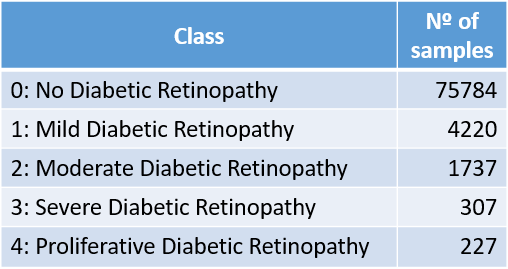 Class
Nº of
samples
0: No Diabetic Retinopathy 75784
1: Mild Diabetic Retinopathy 4220
2: Moderate Diabetic Retinopathy 1737
3: Severe Diabetic Retinopathy 307
4: Proliferative Diabetic Retinopathy 227